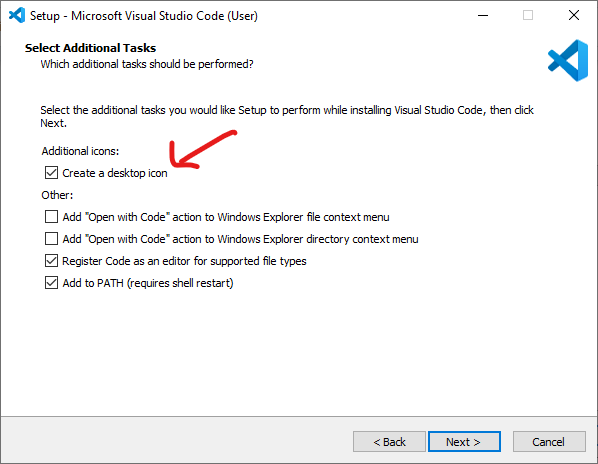 Setup - Microsoft Visual Studio Code (User)
Select Additional Tasks
Which additional tasks should be performed?
Select the additional tasks you would like Setup to perform while installing Visual Studio Code, then click
Next.
Additional icons:
Create a desktop icon
Other:
Add "Open with Code" action to Windows Explorer file context menu
Add "Open with Code" action to Windows Explorer directory context menu
Register Code as an editor for supported file types
Add to PATH (requires shell restart)
< Back
Next >
Cancel